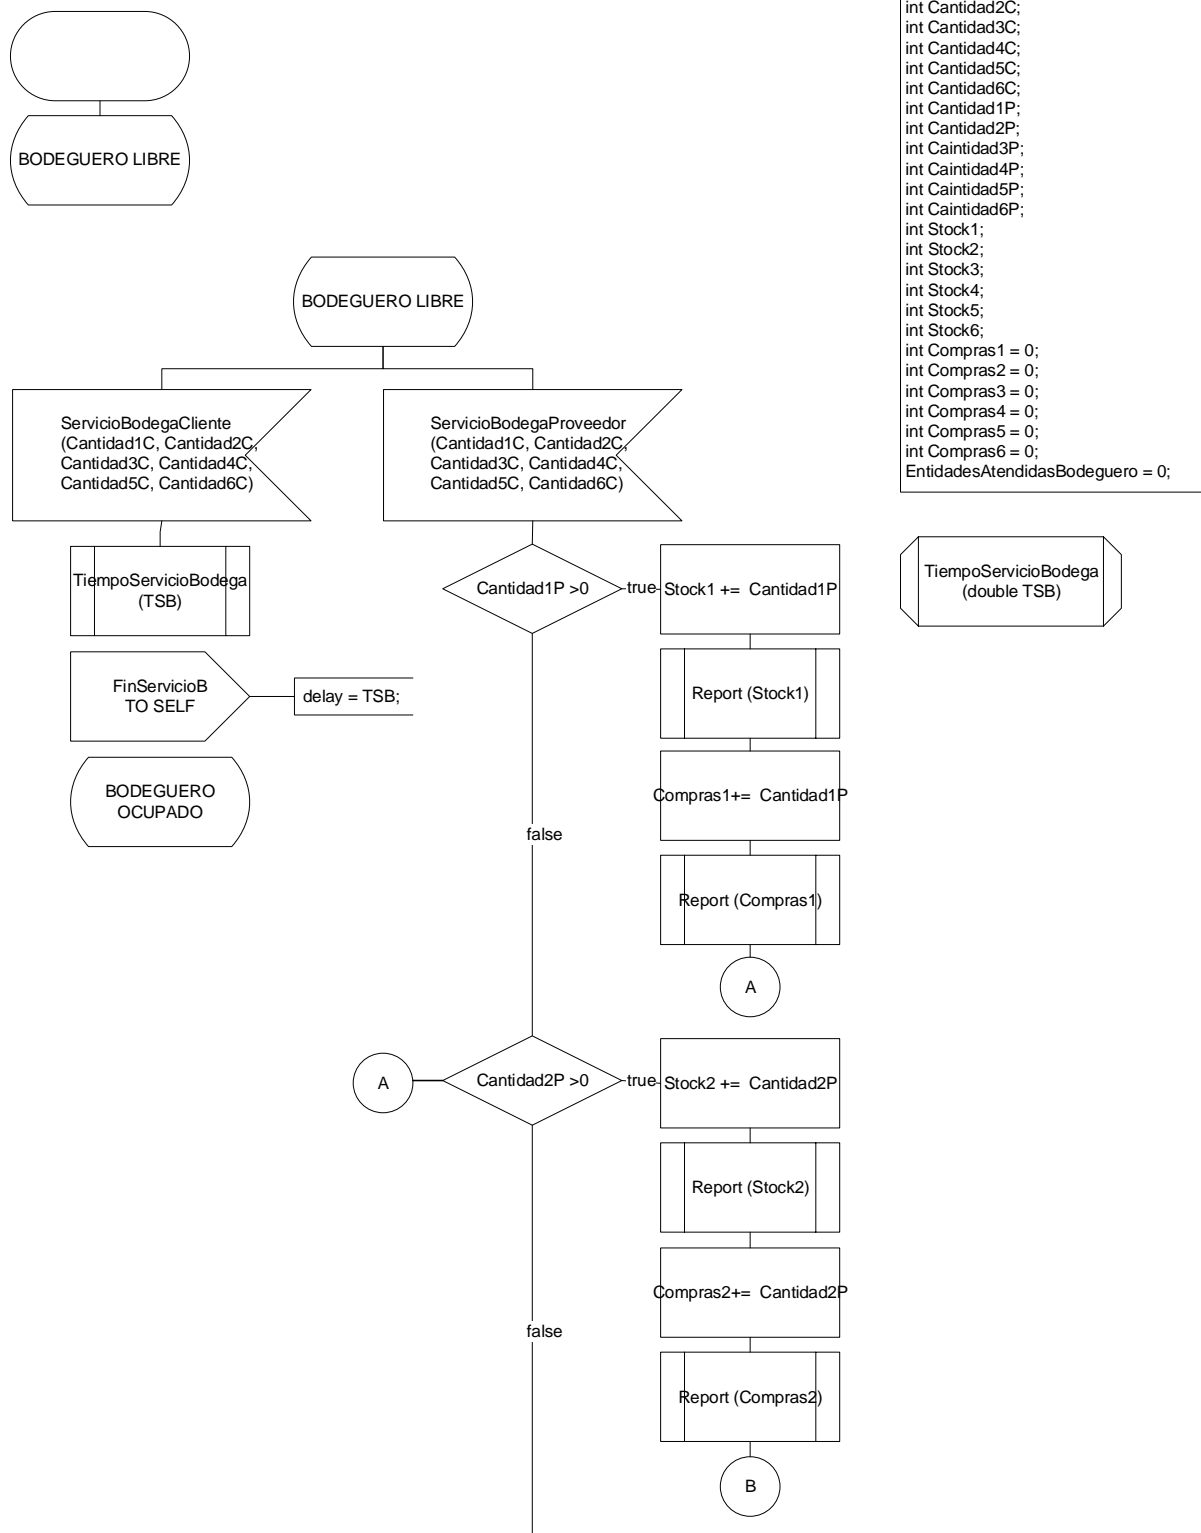 int Cantidad2C;
int Cantidad3C;
int Cantidad4C;
int Cantidad5C;
int Cantidad6C;
int Cantidad1P;
int Cantidad2P;
int Caintidad3P;
int Caintidad4P;
int Caintidad5P;
int Caintidad6P;
int Stock1;
int Stock2;
int Stock3;
int Stock4;
int Stock5;
int Stock6;
int Compras1 = 0;
int Compras2 = 0;
int Compras3 = 0;
int Compras4 = 0;
int Compras5 = 0;
int Compras6 = 0;
EntidadesAtendidasBodeguero = 0;
BODEGUERO LIBRE
BODEGUERO LIBRE
ServicioBodegaCliente
(Cantidad1C, Cantidad2C,
Cantidad3C, Cantidad4C,
Cantidad5C, Cantidad6C)
ServicioBodegaProveedor
(Cantidad1C, Cantidad2C,
Cantidad3C, Cantidad4C,
Cantidad5C, Cantidad6C)
TiempoServicioBodega
(TSB)
FinServicioB
TO SELF
delay = TSB;
BODEGUERO
OCUPADO
Cantidad1P >0
true
Stock1 += Cantidad1P
TiempoServicioBodega
(double TSB)
Report (Stock1)
Compras1+= Cantidad1P
false
Report (Compras1)
A
A
Cantidad2P >0
true
Stock2 += Cantidad2P
Report (Stock2)
Compras2+= Cantidad2P
false
Report (Compras2)
B